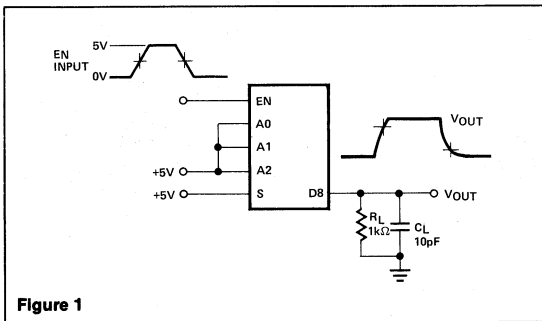 EN
INPUT
5V
0V
EN
A0
A1
A2
S
D8
+5V
+5V
VOUT
VOUT
RL
1kΩ
CL
10pF
Figure 1